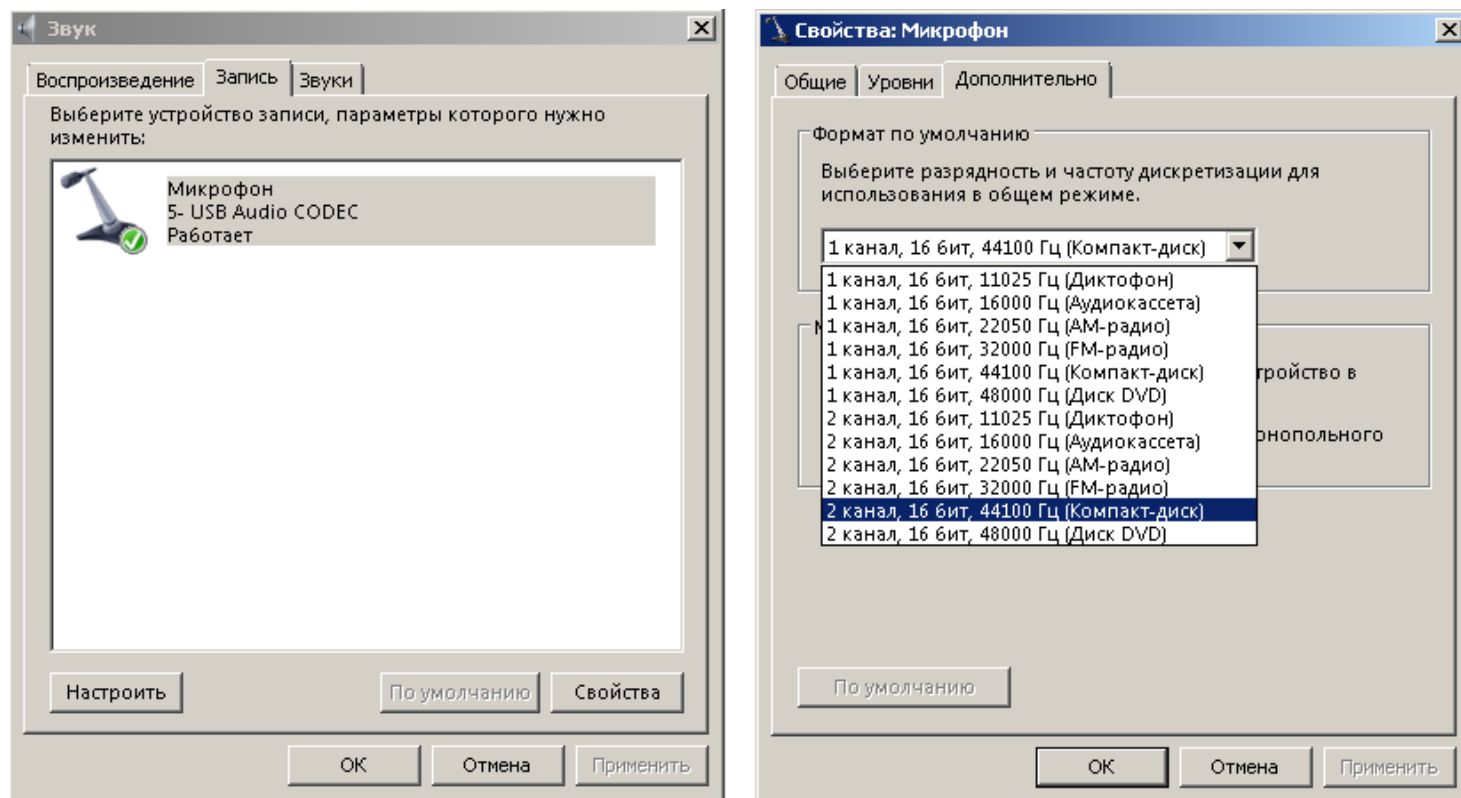 Звук
Воспроизведение Запись Звуки
Выберите устройство записи, параметры которого нужно
изменить:
Микрофон
5- USB Audio CODEC
Работает
Настроить По умолчанию Свойства
ОК Отмена Применить
Свойства: Микрофон
Общие Уровни Дополнительно
Формат по умолчанию
Выберите разрядность и частоту дискретизации для
использования в общем режиме.
1 канал, 16 бит, 44100 Гц (Компакт-диск)
1 канал, 16 бит, 11025 Гц (Диктофон)
1 канал, 16 бит, 16000 Гц (Аудиокассета)
1 канал, 16 бит, 22050 Гц (АМ-радио)
1 канал, 16 бит, 32000 Гц (FM-радио)
1 канал, 16 бит, 44100 Гц (Компакт-диск)
тройство в
1 канал, 16 бит, 48000 Гц (Диск DVD)
2 канал, 16 бит, 11025 Гц (Диктофон)
2 канал, 16 бит, 16000 Гц (Аудиокассета)
онопольного
2 канал, 16 бит, 22050 Гц (АМ-радио)
2 канал, 16 бит, 32000 Гц (FM-радио)
2 канал, 16 бит, 44100 Гц (Компакт-диск)
2 канал, 16 бит, 48000 Гц (Диск DVD)
По умолчанию
ОК Отмена Применить